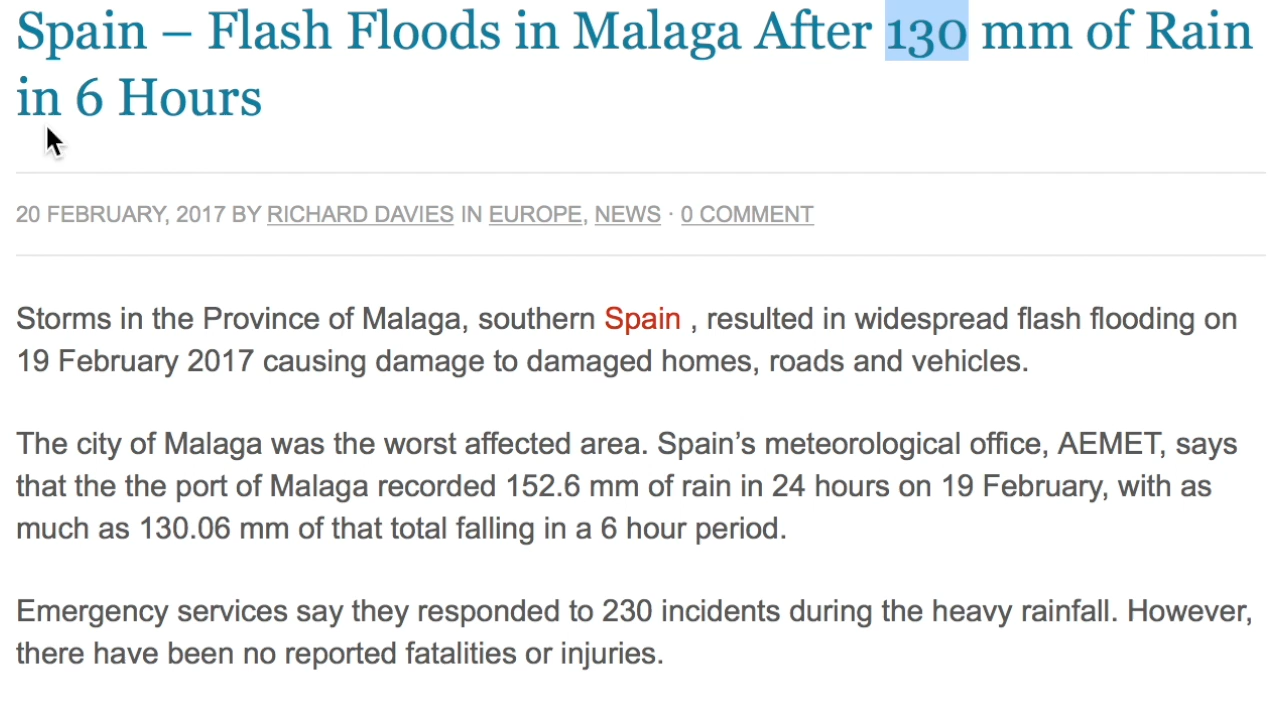 Spain – Flash Floods in Malaga After 130 mm of Rain
in 6 Hours
20 FEBRUARY, 2017 BY RICHARD DAVIES IN EUROPE, NEWS · 0 COMMENT
Storms in the Province of Malaga, southern Spain , resulted in widespread flash flooding on
19 February 2017 causing damage to damaged homes, roads and vehicles.
The city of Malaga was the worst affected area. Spain’s meteorological office, AEMET, says
that the the port of Malaga recorded 152.6 mm of rain in 24 hours on 19 February, with as
much as 130.06 mm of that total falling in a 6 hour period.
Emergency services say they responded to 230 incidents during the heavy rainfall. However,
there have been no reported fatalities or injuries.